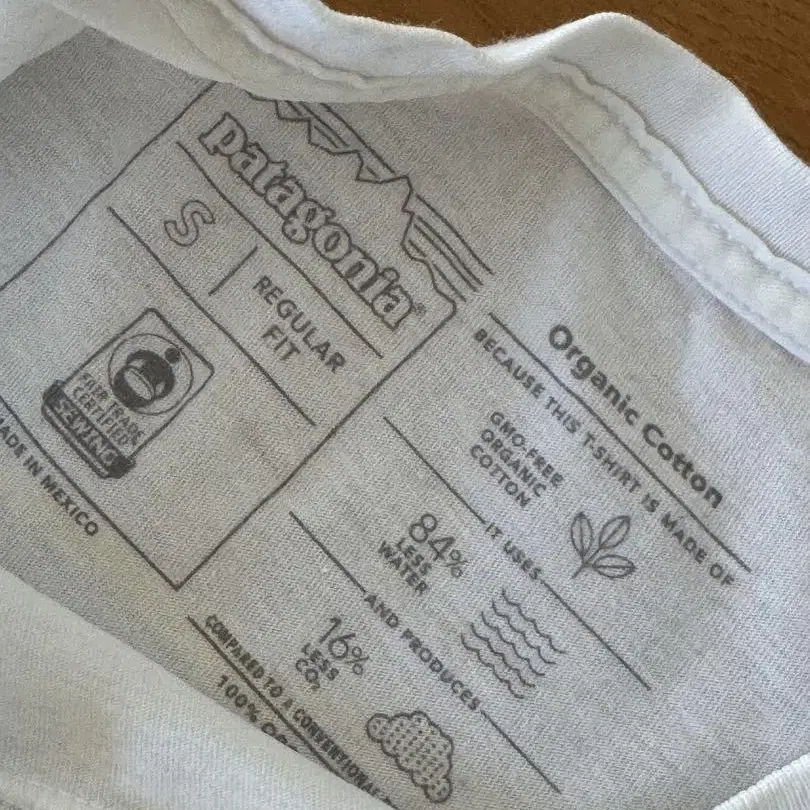 patagonia®
S
REGULAR
FIT
FAIR TRADE
CERTIFIED
SEWING
MADE IN MEXICO
Organic Cotton
BECAUSE THIS T-SHIRT IS MADE OF
GMO-FREE
ORGANIC
COTTON
IT USES
84%
LESS
WATER
AND PRODUCES
16%
LESS
CO₂
COMPARED TO A CONVENTIONAL
100%